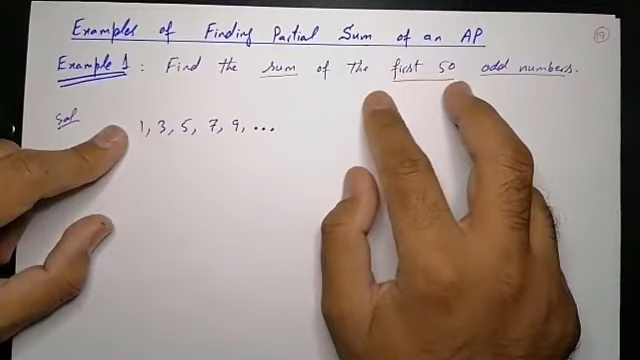 Examples of Finding Partial Sum of an AP
19
Example 1 : Find the sum of the first 50 odd numbers.
Sol
1, 3, 5, 7, 9, ...